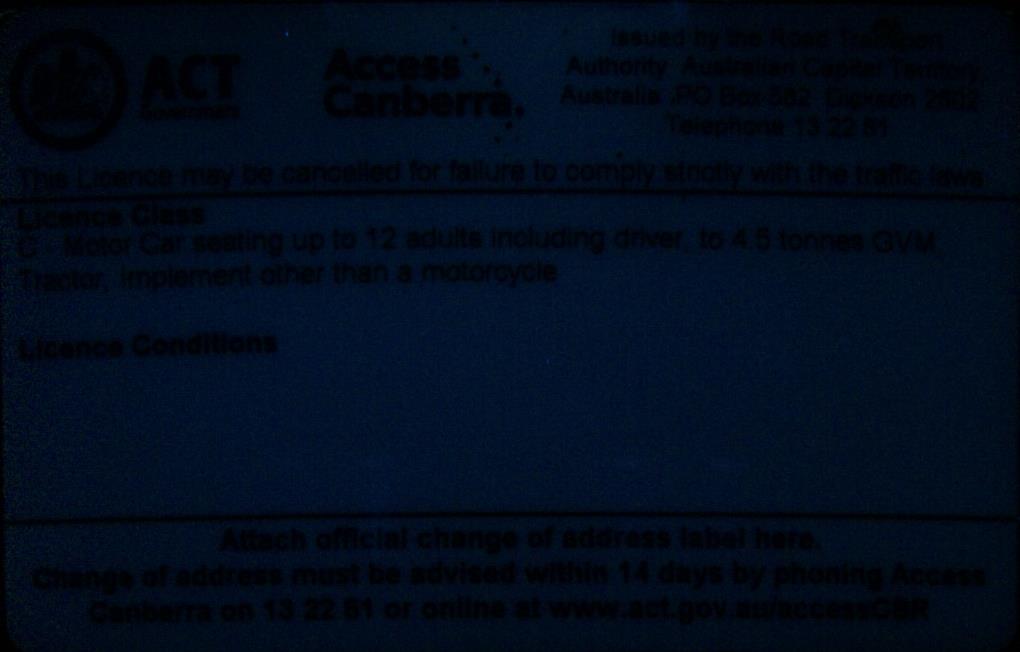 ACT
Government
Access
Canberra.
Issued by the Road Transport
Authority Australian Capital Territory,
Australia .PO Box 582 Dickson 2602
Telephone 13 22 81
This Licence may be cancelled for failure to comply strictly with the traffic laws
Licence Class
C - Motor Car seating up to 12 adults including driver, to 4.5 tonnes GVM,
Tractor, Implement other than a motorcycle
Licence Conditions
Attach official change of address label here.
Change of address must be advised within 14 days by phoning Access
Canberra on 13 22 81 or online at www.act.gov.au/accessCBR